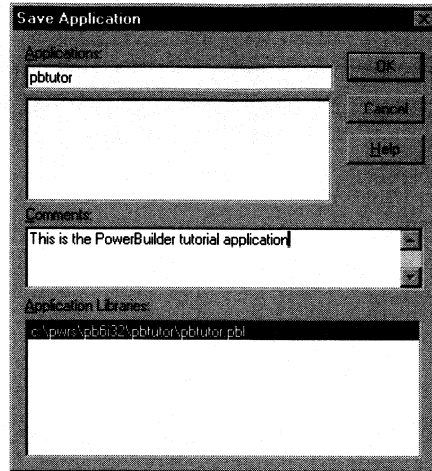 Save Application
Applications:
pbtutor
OK
Cancel
Help
Comments:
This is the PowerBuilder tutorial application
Application Libraries:
c:\pwrs\pb6i32\pbtutor\pbtutor.pbl